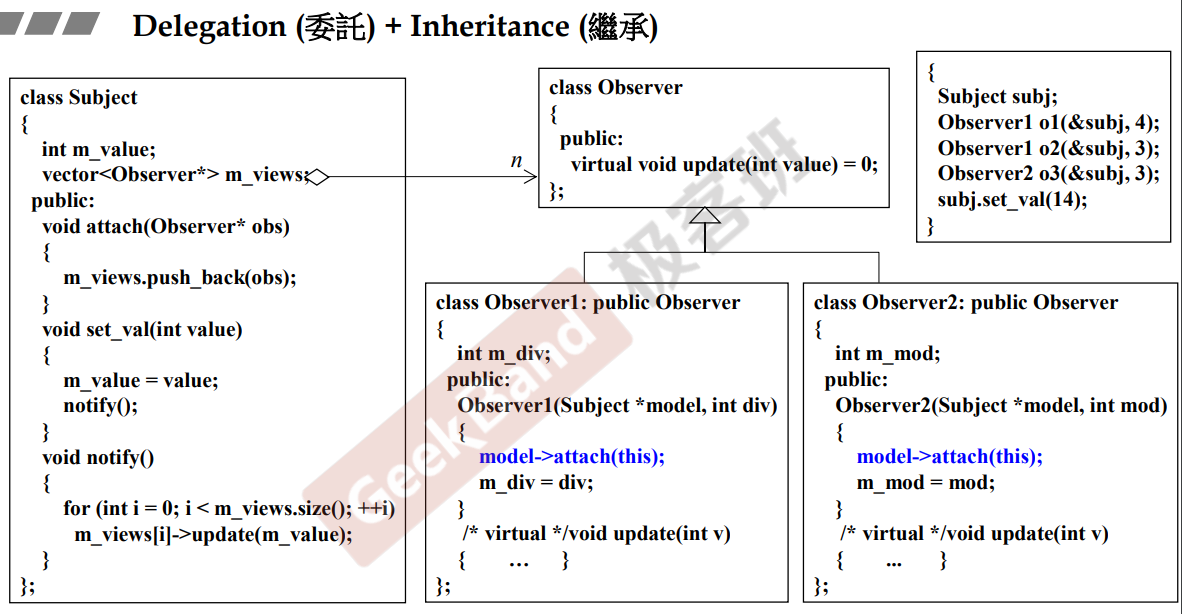 Delegation (委託) + Inheritance (繼承)
class Subject
{
int m_value;
vector<Observer*> m_views;
public:
void attach(Observer* obs)
{
m_views.push_back(obs);
}
void set_val(int value)
{
m_value = value;
notify();
}
void notify()
{
for (int i = 0; i < m_views.size(); ++i)
m_views[i]->update(m_value);
}
};
n
class Observer
{
public:
virtual void update(int value) = 0;
};
{
Subject subj;
Observer1 o1(&subj, 4);
Observer1 o2(&subj, 3);
Observer2 o3(&subj, 3);
subj.set_val(14);
}
class Observer1: public Observer
{
int m_div;
public:
Observer1(Subject *model, int div)
{
model->attach(this);
m_div = div;
}
/* virtual */void update(int v)
{ … }
};
class Observer2: public Observer
{
int m_mod;
public:
Observer2(Subject *model, int mod)
{
model->attach(this);
m_mod = mod;
}
/* virtual */void update(int v)
{ ... }
};
GeekBand 极客班